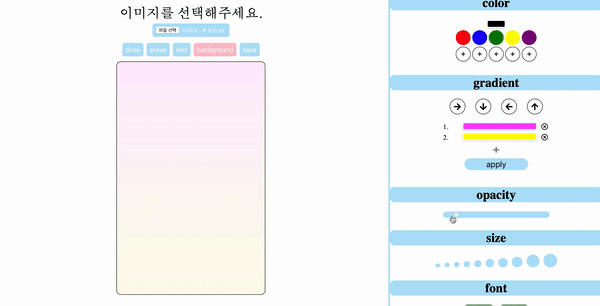 이미지를 선택해주세요.
파일 선택
draw erase text background save
color
+ + + + +
gradient
→ ↓ ← ↑
1.
2.
+
apply
opacity
size
font